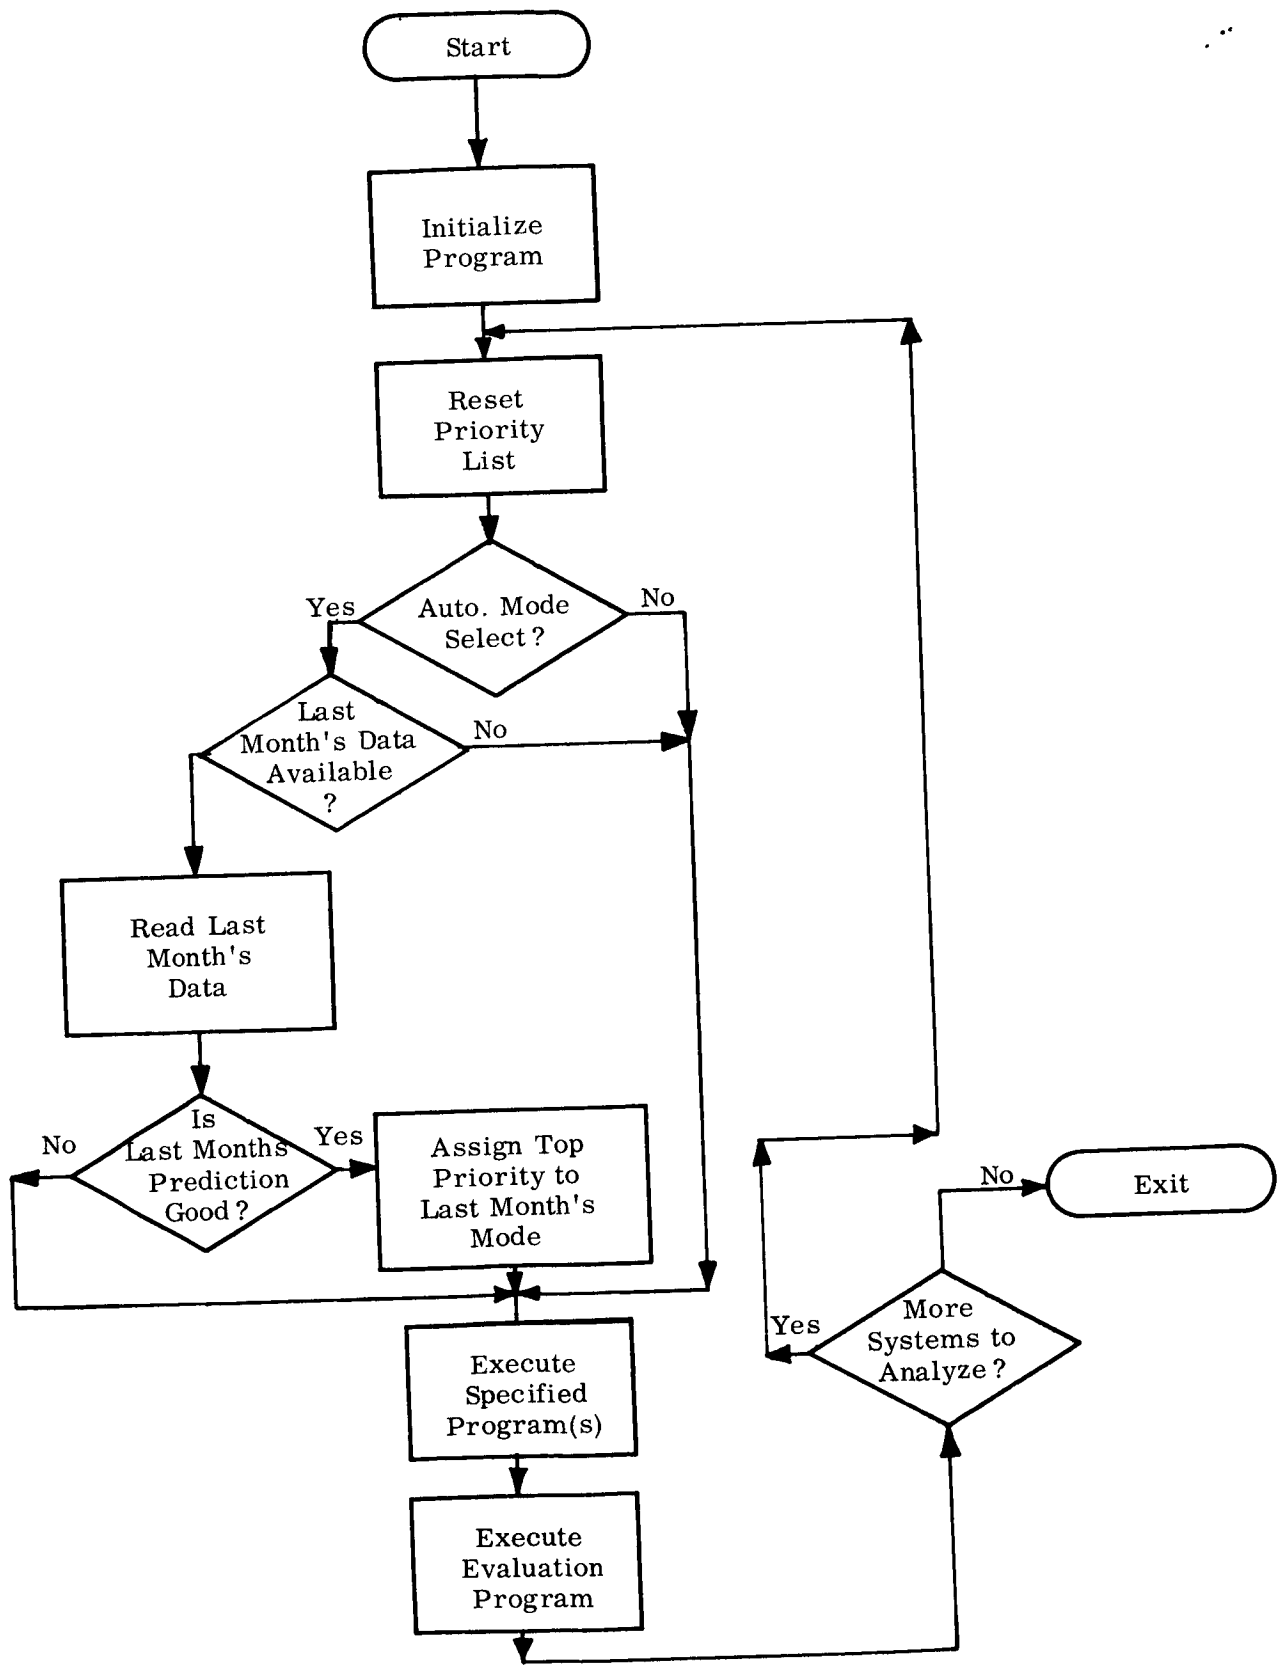 Start
Initialize
Program
Reset
Priority
List
Auto. Mode
Select?
Yes
No
Last
Month's Data
Available
?
No
Read Last
Month's
Data
Is
Last Months
Prediction
Good?
No
Yes
Assign Top
Priority to
Last Month's
Mode
Execute
Specified
Program(s)
Execute
Evaluation
Program
More
Systems to
Analyze?
Yes
No
Exit